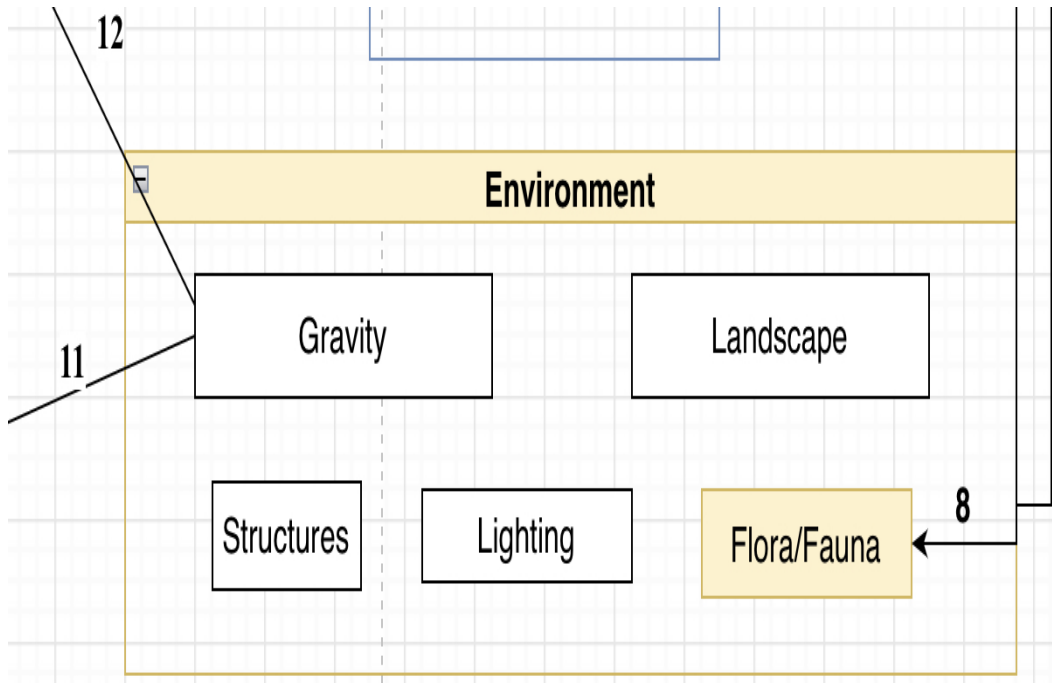 12
Environment
Gravity
Landscape
11
Structures
Lighting
Flora/Fauna
8